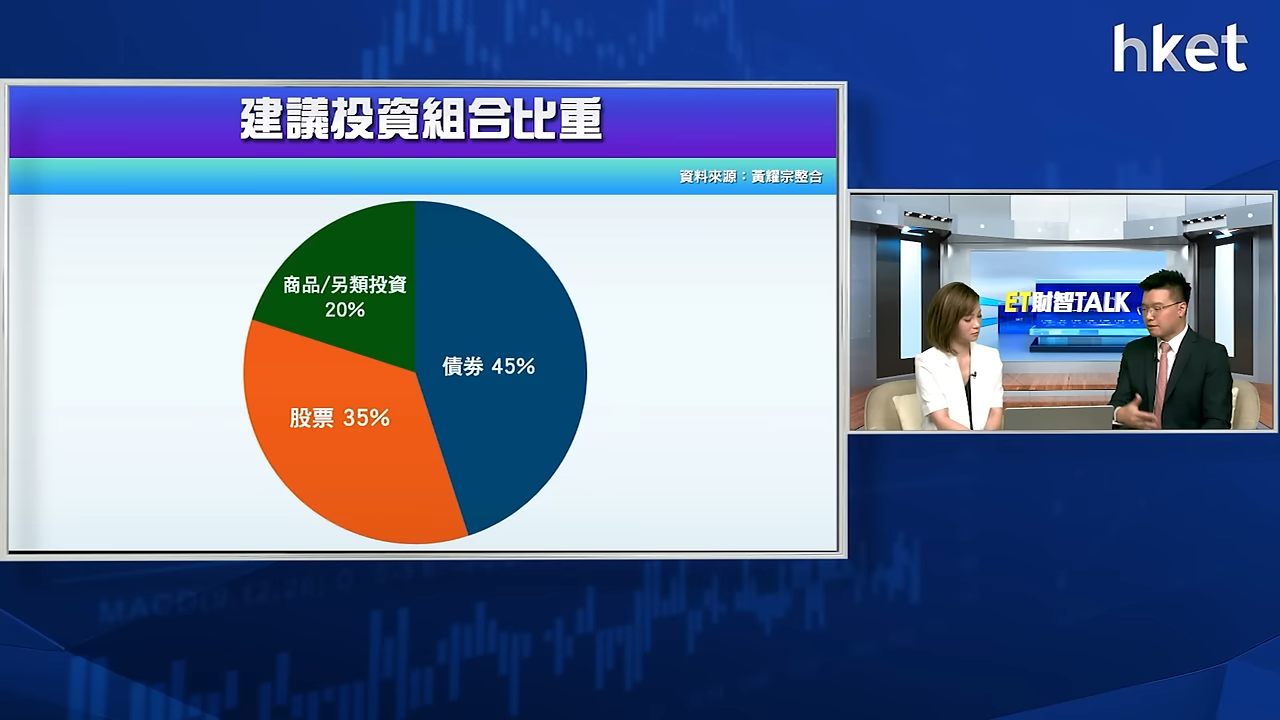 hket
建議投資組合比重
資料來源：黃耀宗整合
商品/另類投資
20%
債券 45%
股票 35%
ET財智TALK